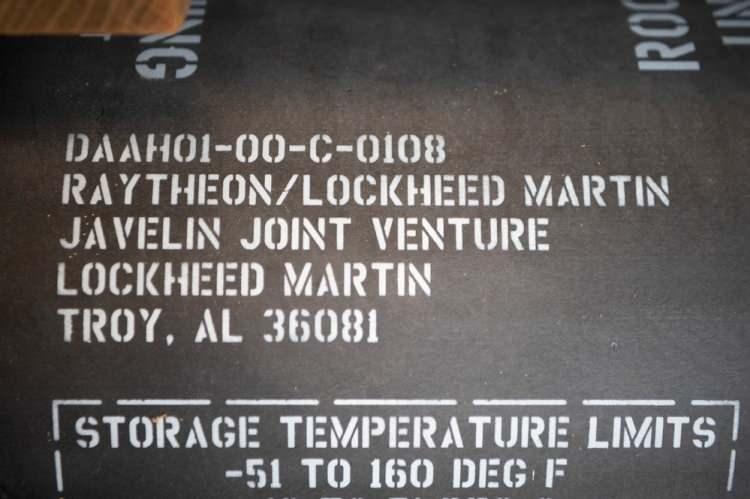 DAAH01-00-C-0108
RAYTHEON/LOCKHEED MARTIN
JAVELIN JOINT VENTURE
LOCKHEED MARTIN
TROY, AL 36081
STORAGE TEMPERATURE LIMITS
-51 TO 160 DEG F